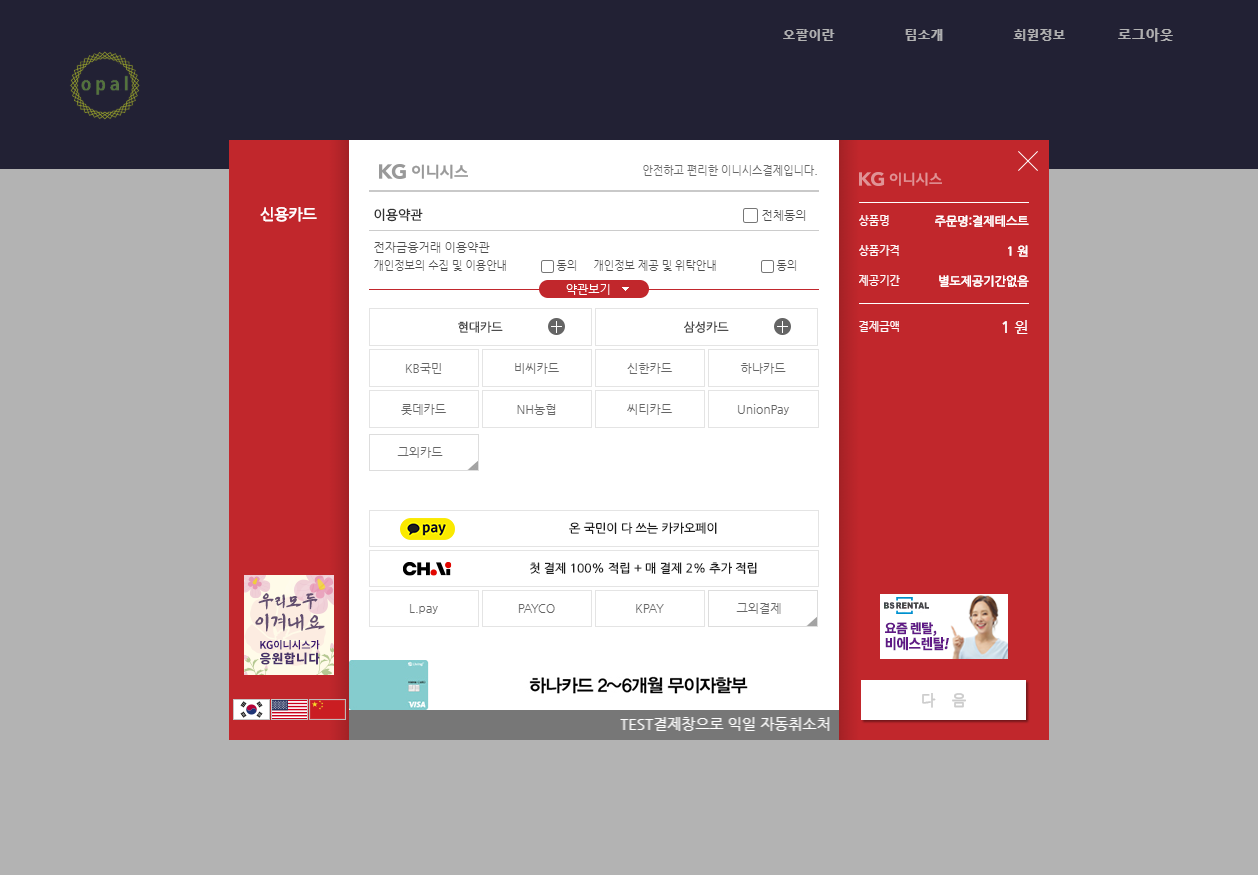 오팔이란 팀소개 회원정보 로그아웃
opal
신용카드
KG 이니시스
안전하고 편리한 이니시스결제입니다.
이용약관
전체동의
전자금융거래 이용약관
개인정보의 수집 및 이용안내 동의 개인정보 제공 및 위탁안내 동의
약관보기
현대카드 삼성카드
KB국민 비씨카드 신한카드 하나카드
롯데카드 NH농협 씨티카드 UnionPay
그외카드
pay 온 국민이 다 쓰는 카카오페이
CHAI 첫 결제 100% 적립 + 매 결제 2% 추가 적립
L.pay PAYCO KPAY 그외결제
VISA
하나카드 2~6개월 무이자할부
TEST결제창으로 익일 자동취소처
우리모두
이겨내요
KG이니시스가
응원합니다
KG 이니시스
상품명 주문명:결제테스트
상품가격 1 원
제공기간 별도제공기간없음
결제금액 1 원
BS RENTAL
요즘 렌탈,
비에스렌탈!
다 음